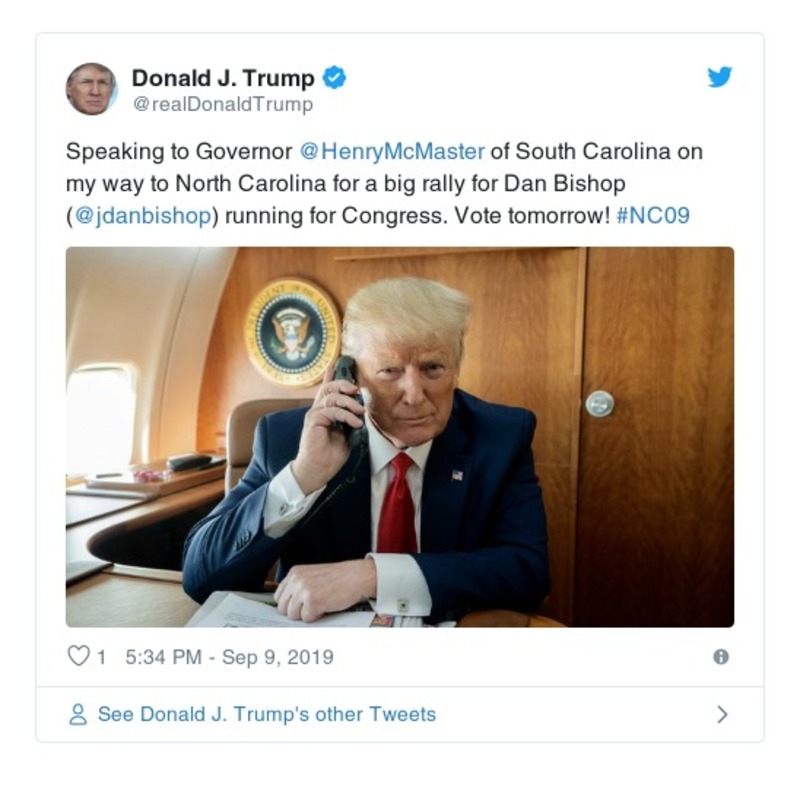 Donald J. Trump
@realDonaldTrump
Speaking to Governor @HenryMcMaster of South Carolina on
my way to North Carolina for a big rally for Dan Bishop
(@jdanbishop) running for Congress. Vote tomorrow! #NC09
1 5:34 PM - Sep 9, 2019
See Donald J. Trump's other Tweets